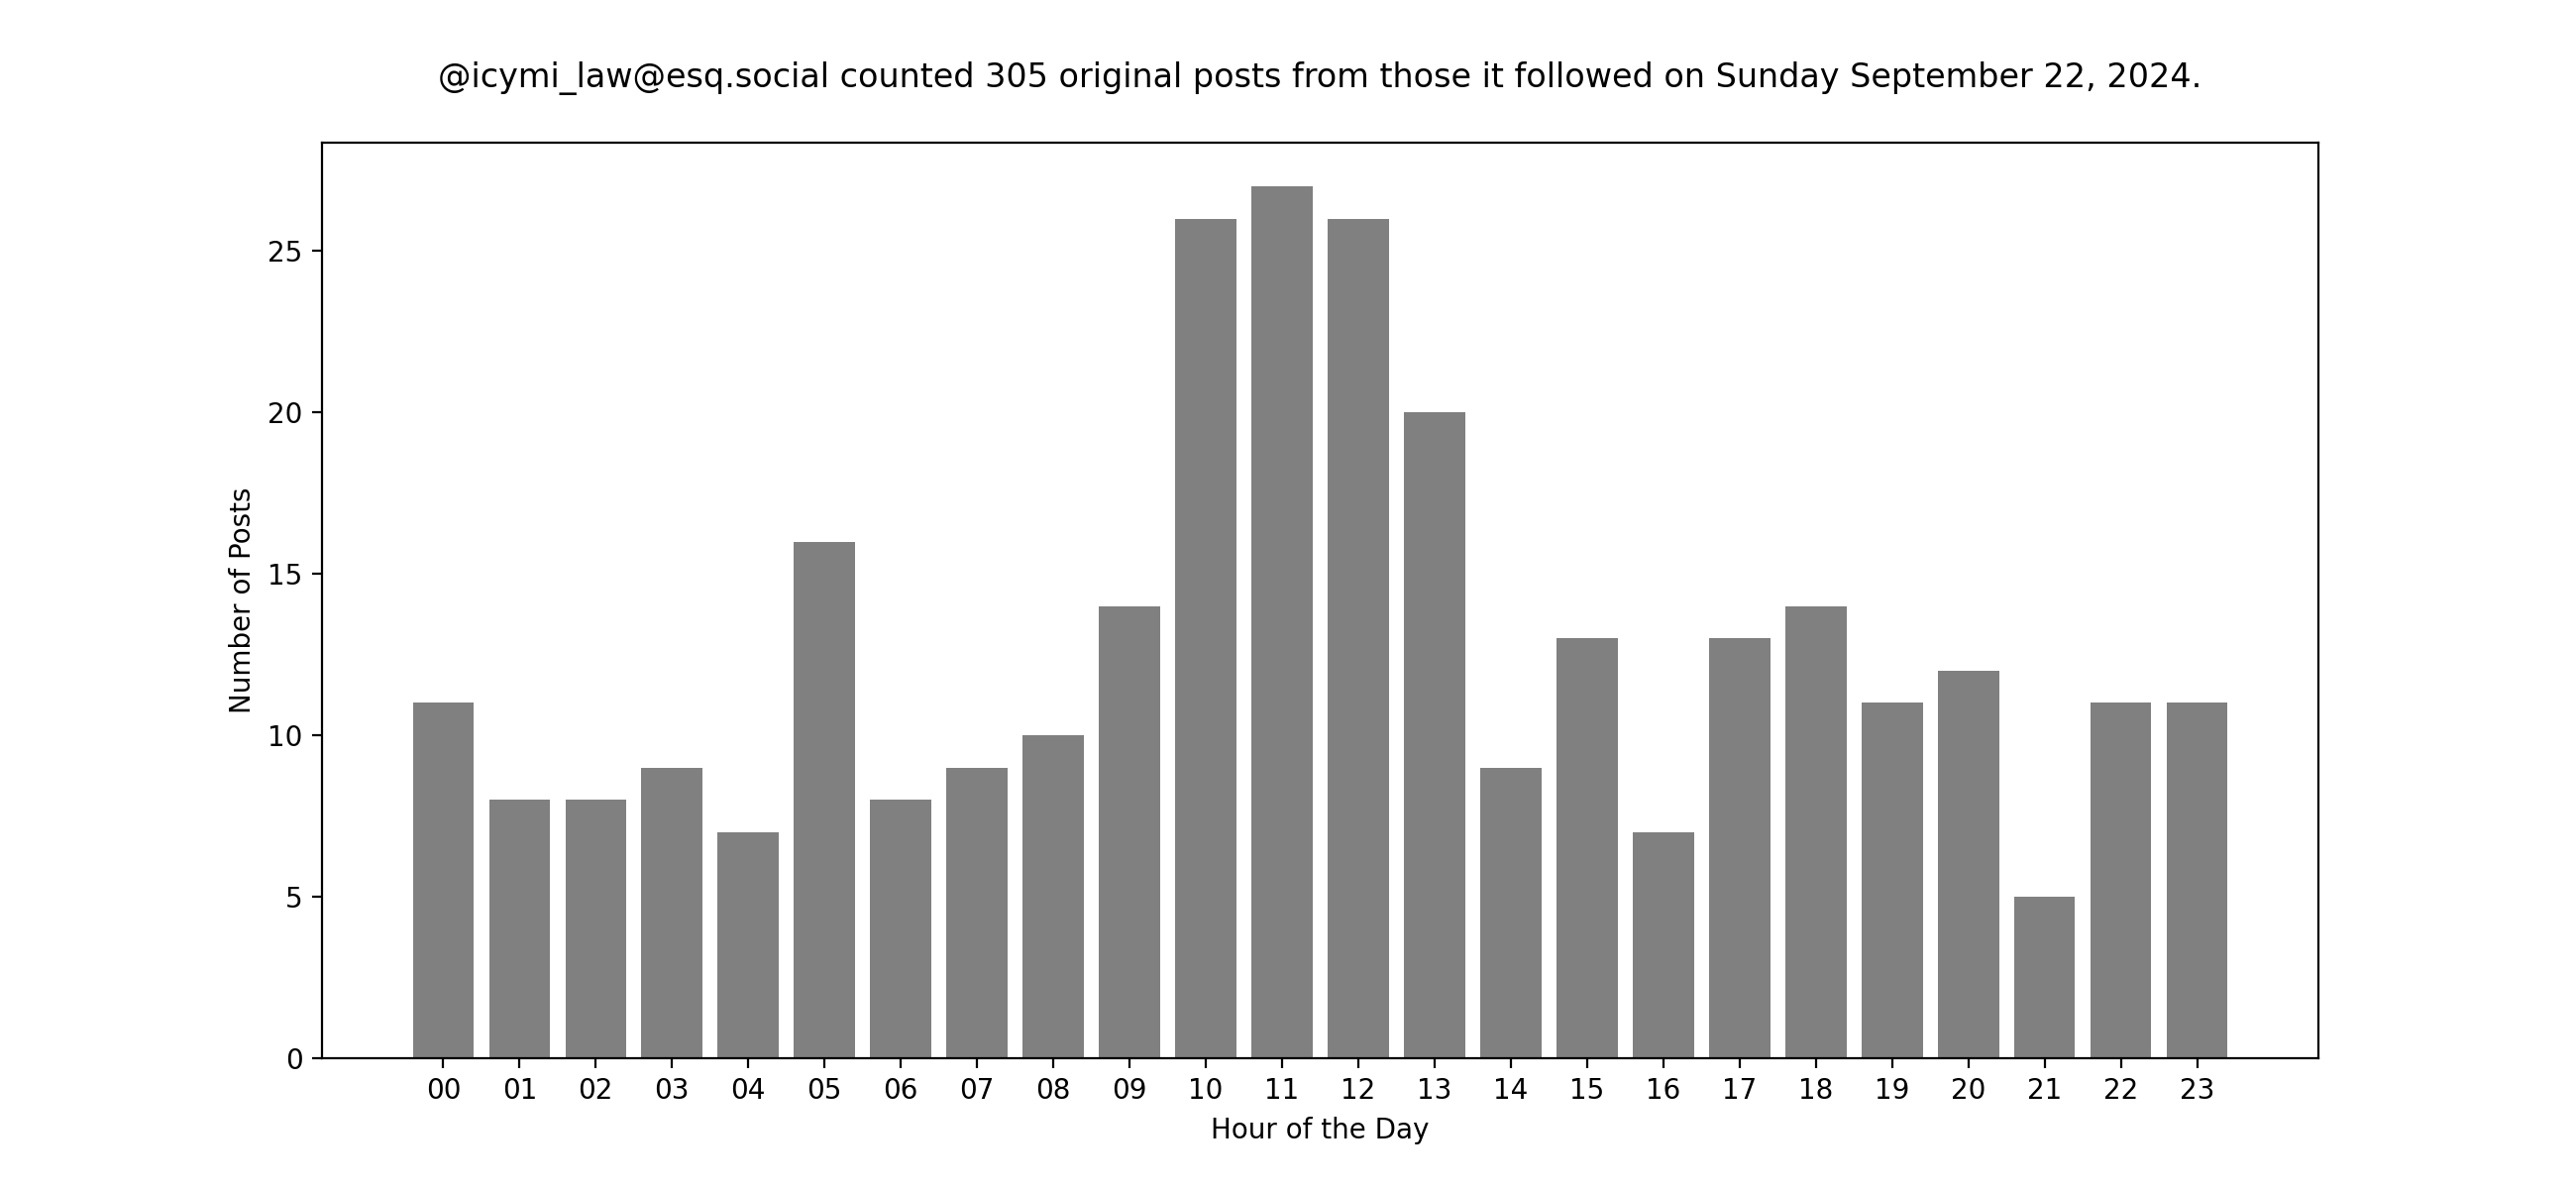 @icymi_law@esq.social counted 305 original posts from those it followed on Sunday September 22, 2024.
Number of Posts
25
20
15
10
5
0
00 01 02 03 04 05 06 07 08 09 10 11 12 13 14 15 16 17 18 19 20 21 22 23
Hour of the Day